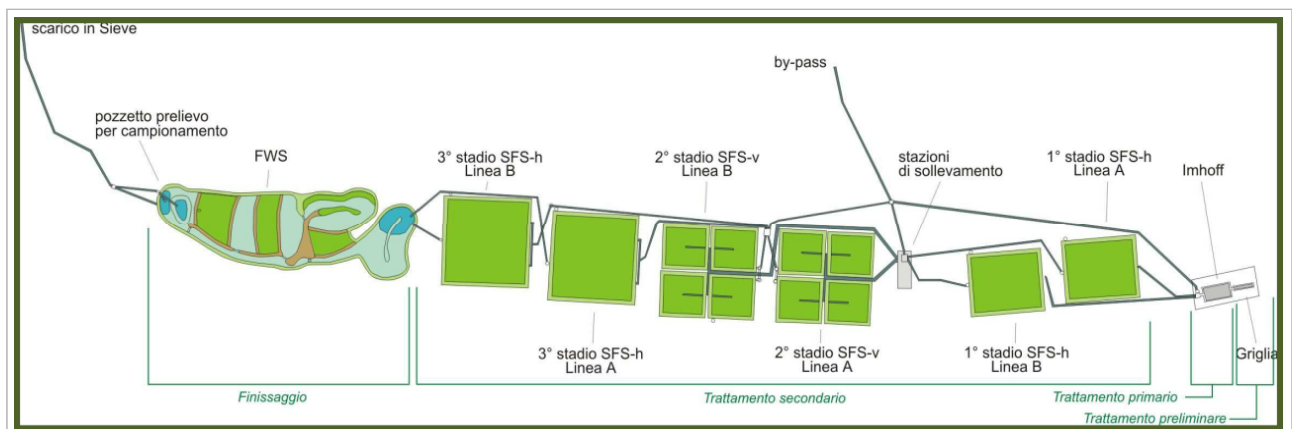 scarico in Sieve
pozzetto prelievo
per campionamento
FWS
3° stadio SFS-h
Linea B
2° stadio SFS-v
Linea B
by-pass
stazioni
di sollevamento
1° stadio SFS-h
Linea A
Imhoff
3° stadio SFS-h
Linea A
2° stadio SFS-v
Linea A
1° stadio SFS-h
Linea B
Griglia
Finissaggio
Trattamento secondario
Trattamento primario
Trattamento preliminare